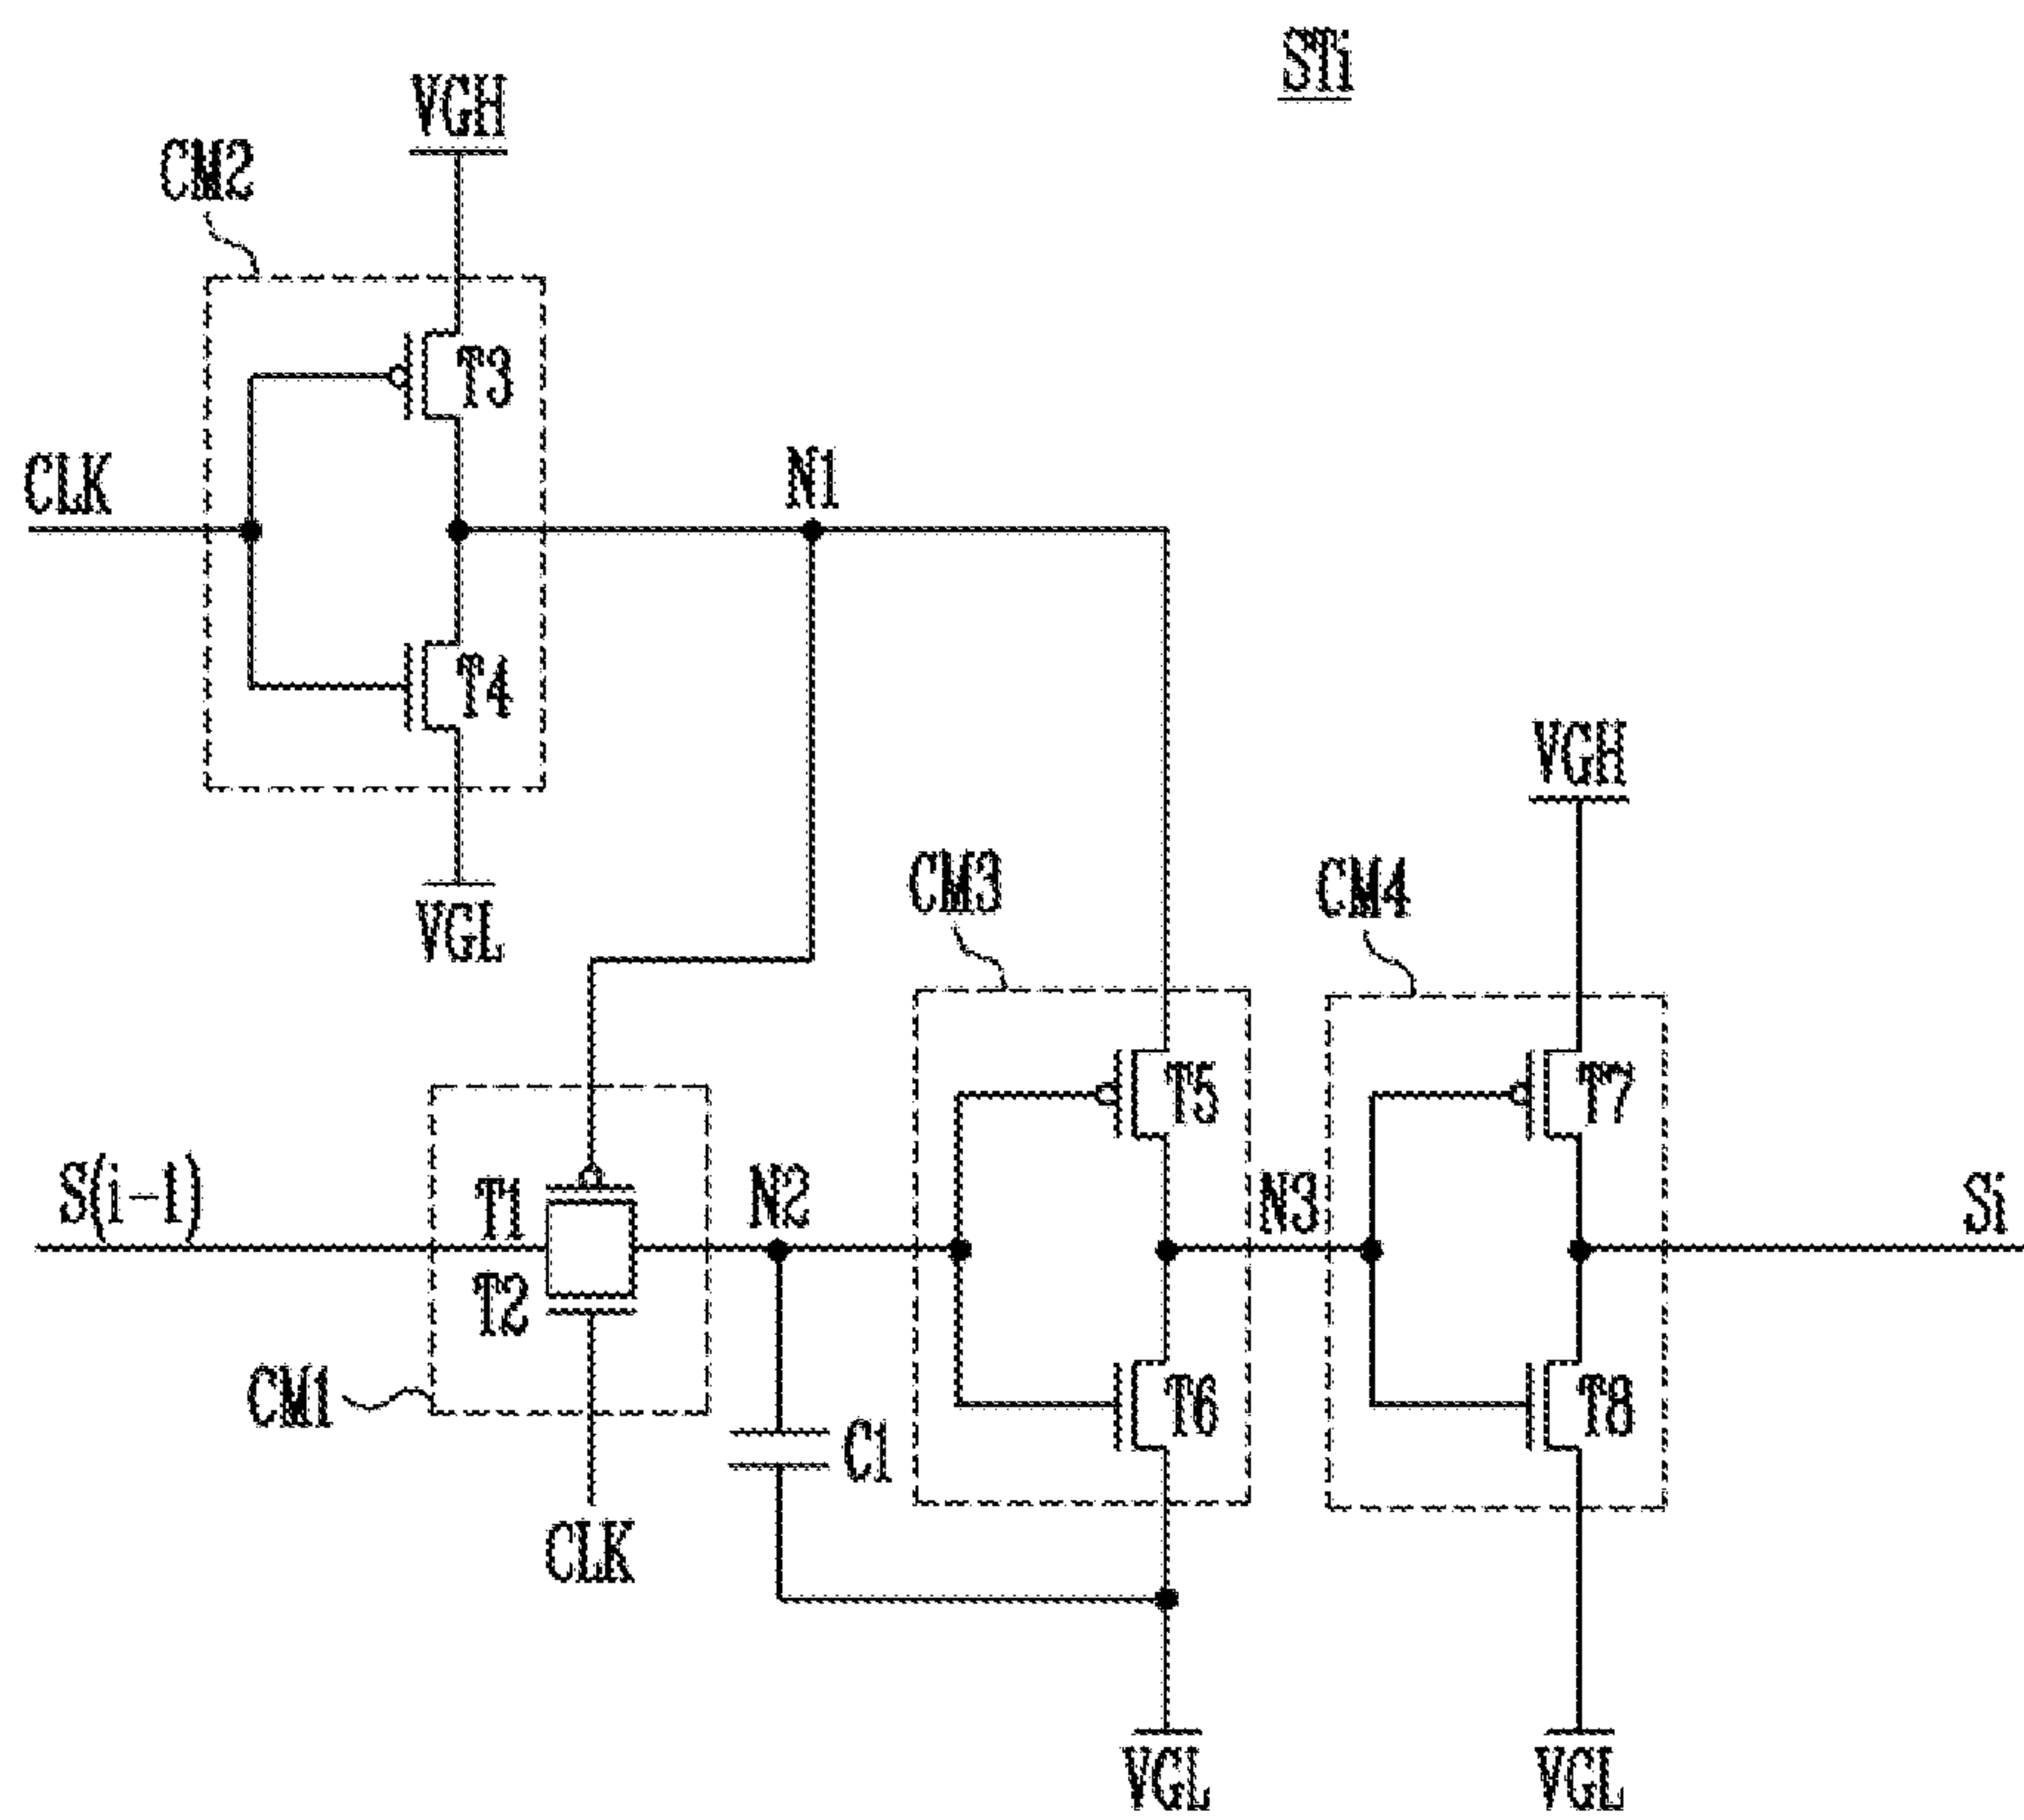 STi
VGH
CM2
T3
CLK
N1
T4
VGH
CM3
CM4
VGL
T5
T7
S(i-1)
T1
N2
N3
Si
T2
CM1
T6
T8
C1
CLK
VGL
VGL